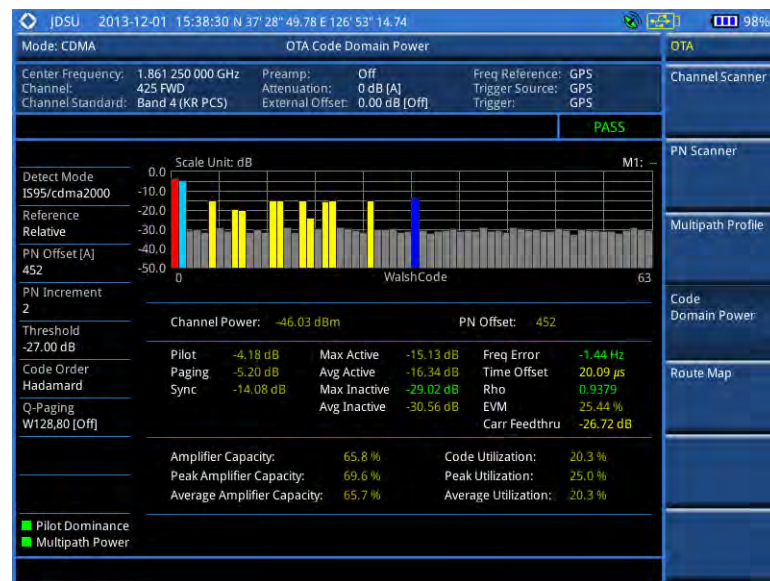 JDSU 2013-12-01 15:38:30 N 37' 28" 49.78 E 126' 53" 14.74 98%
Mode: CDMA OTA Code Domain Power OTA
Center Frequency: 1.861 250 000 GHz Preamp: Off Freq Reference: GPS
Channel: 425 FWD Attenuation: 0 dB [A] Trigger Source: GPS
Channel Standard: Band 4 (KR PCS) External Offset: 0.00 dB [Off] Trigger: GPS
PASS
Channel Scanner
PN Scanner
Multipath Profile
Code
Domain Power
Route Map
Detect Mode
IS95/cdma2000
Reference
Relative
PN Offset [A]
452
PN Increment
2
Threshold
-27.00 dB
Code Order
Hadamard
Q-Paging
W128,80 [Off]
Pilot Dominance
Multipath Power
Scale Unit: dB M1: --
0.0
-10.0
-20.0
-30.0
-40.0
-50.0
0 WalshCode 63
Channel Power: -46.03 dBm PN Offset: 452
Pilot -4.18 dB Max Active -15.13 dB Freq Error -1.44 Hz
Paging -5.20 dB Avg Active -16.34 dB Time Offset 20.09 µs
Sync -14.08 dB Max Inactive -29.02 dB Rho 0.9379
Avg Inactive -30.56 dB EVM 25.44 %
Carr Feedthru -26.72 dB
Amplifier Capacity: 65.8 % Code Utilization: 20.3 %
Peak Amplifier Capacity: 69.6 % Peak Utilization: 25.0 %
Average Amplifier Capacity: 65.7 % Average Utilization: 20.3 %